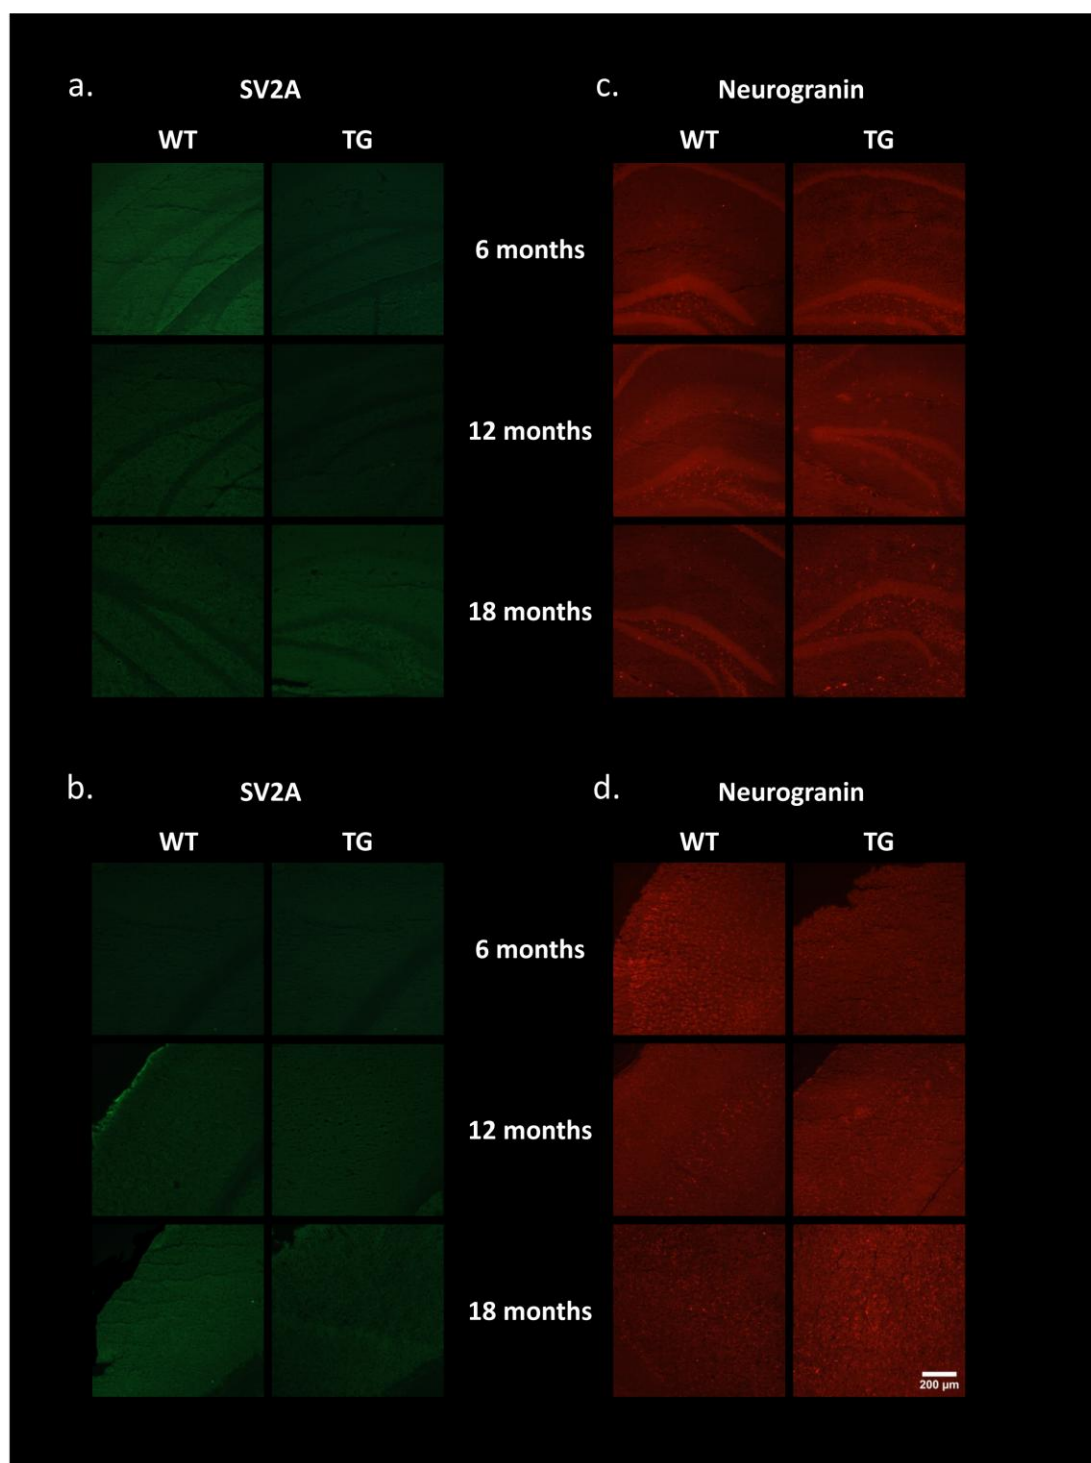 a.
SV2A
WT TG
c.
Neurogranin
WT TG
6 months
12 months
18 months
b.
SV2A
WT TG
d.
Neurogranin
WT TG
6 months
12 months
18 months
200 µm